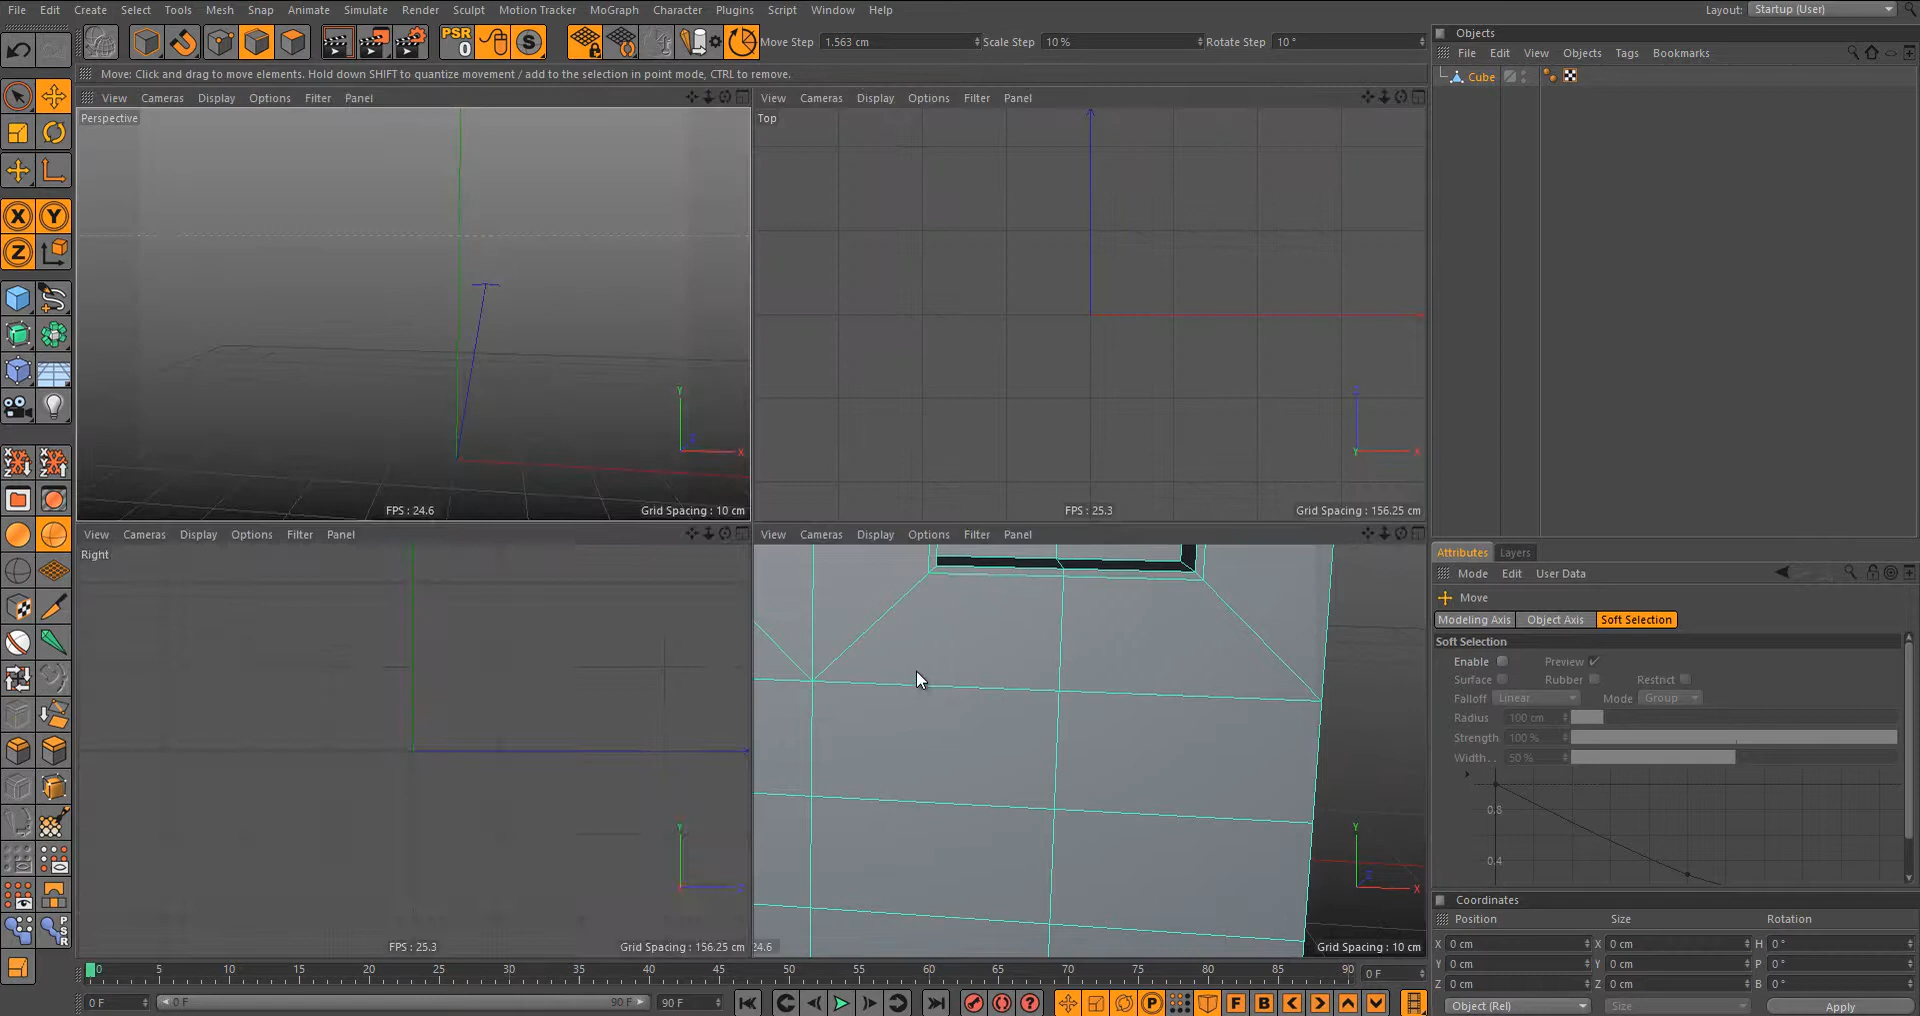 File Edit Create Select Tools Mesh Snap Animate Simulate Render Sculpt Motion Tracker MoGraph Character Plugins Script Window Help Layout: Startup (User)
PSR 0 S Move Step 1.563 cm Scale Step 10 % Rotate Step 10 °
Move: Click and drag to move elements. Hold down SHIFT to quantize movement / add to the selection in point mode, CTRL to remove.
View Cameras Display Options Filter Panel
Perspective
Y
X
FPS : 24.6 Grid Spacing : 10 cm
View Cameras Display Options Filter Panel
Top
Z
Y X
FPS : 25.3 Grid Spacing : 156.25 cm
View Cameras Display Options Filter Panel
Right
Y
FPS : 25.3 Grid Spacing : 156.25 cm
View Cameras Display Options Filter Panel
Y
Z
X
24.6 Grid Spacing : 10 cm
X Y
Z
0 5 10 15 20 25 30 35 40 45 50 55 60 65 70 75 80 85 90 0 F
0 F 0 F 90 F 90 F
P F B
Objects
File Edit View Objects Tags Bookmarks
Cube
Attributes Layers
Mode Edit User Data
Move
Modeling Axis Object Axis Soft Selection
Soft Selection
Enable Preview
Surface Rubber Restrict
Falloff Linear Mode Group
Radius 100 cm
Strength 100 %
Width . . 50 %
0.8
0.4
Coordinates
Position Size Rotation
X 0 cm X 0 cm H 0 °
Y 0 cm Y 0 cm P 0 °
Z 0 cm Z 0 cm B 0 °
Object (Rel) Size Apply